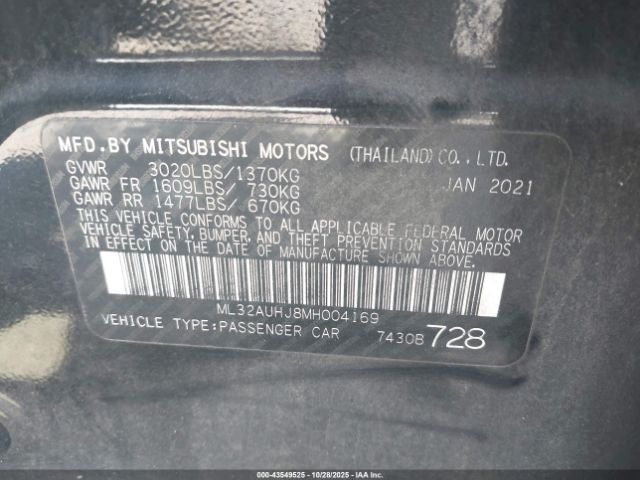 MFD.BY MITSUBISHI MOTORS (THAILAND) CO., LTD.
GVWR 3020LBS/1370KG JAN 2021
GAWR FR 1609LBS/ 730KG
GAWR RR 1477LBS/ 670KG
THIS VEHICLE CONFORMS TO ALL APPLICABLE FEDERAL MOTOR
VEHICLE SAFETY, BUMPER, AND THEFT PREVENTION STANDARDS
IN EFFECT ON THE DATE OF MANUFACTURE SHOWN ABOVE.
ML32AUHJ8MH004169
VEHICLE TYPE:PASSENGER CAR 7430B 728
000-43549525 | 10/28/2025 | © IAA Holdings, LLC